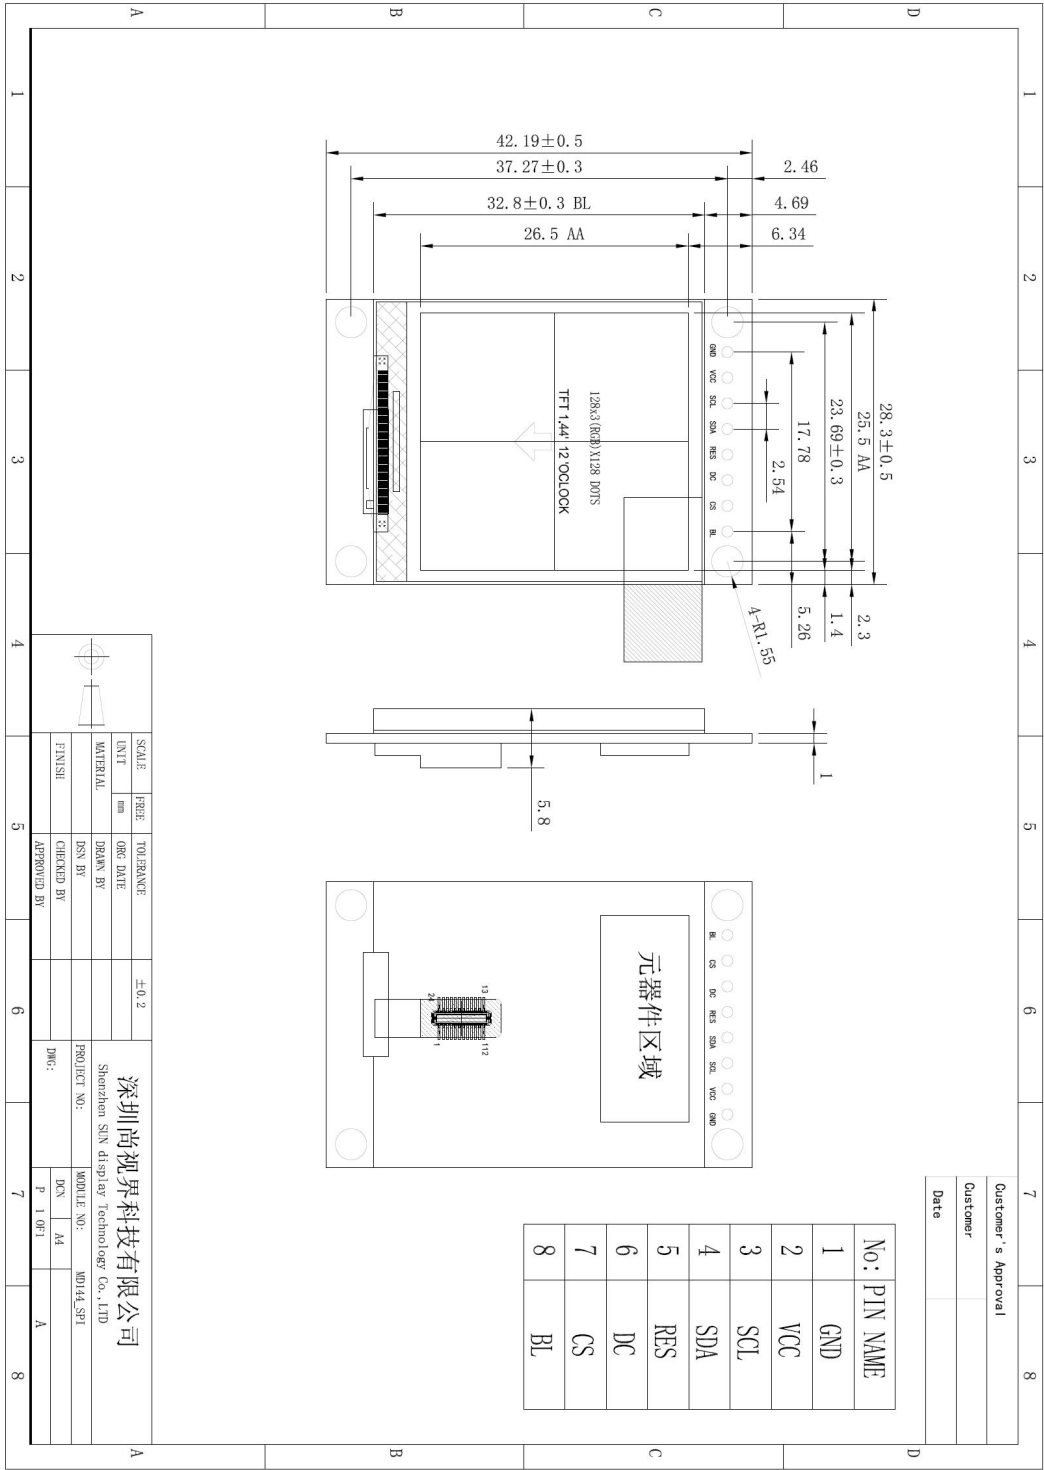 A
B
C
D
1
2
3
4
5
6
7
8
1
2
3
4
5
6
7
8
A
B
C
D
42.19±0.5
37.27±0.3
2.46
32.8±0.3 BL
4.69
26.5 AA
6.34
28.3±0.5
25.5 AA
23.69±0.3
17.78
2.54
2.3
1.4
5.26
4-R1.55
GND
VCC
SCL
SDA
RES
DC
CS
BL
128x3(RGB)X128 DOTS
TFT 1.44' 12 'OCLOCK
1
5.8
BL
CS
DC
RES
SDA
SCL
VCC
GND
元器件区域
13
24
1
112
Customer's Approval
Customer
Date
No: PIN NAME
1 GND
2 VCC
3 SCL
4 SDA
5 RES
6 DC
7 CS
8 BL
SCALE FREE TOLERANCE ±0.2
UNIT mm ORG DATE
MATERIAL DRAWN BY
DSN BY
FINISH CHECKED BY
APPROVED BY
深圳尚视界科技有限公司
Shenzhen SUN display Technology Co.,LTD
PROJECT NO: MODULE NO: MD144_SPI
DWG: DCN A4
P 1 OF1 A